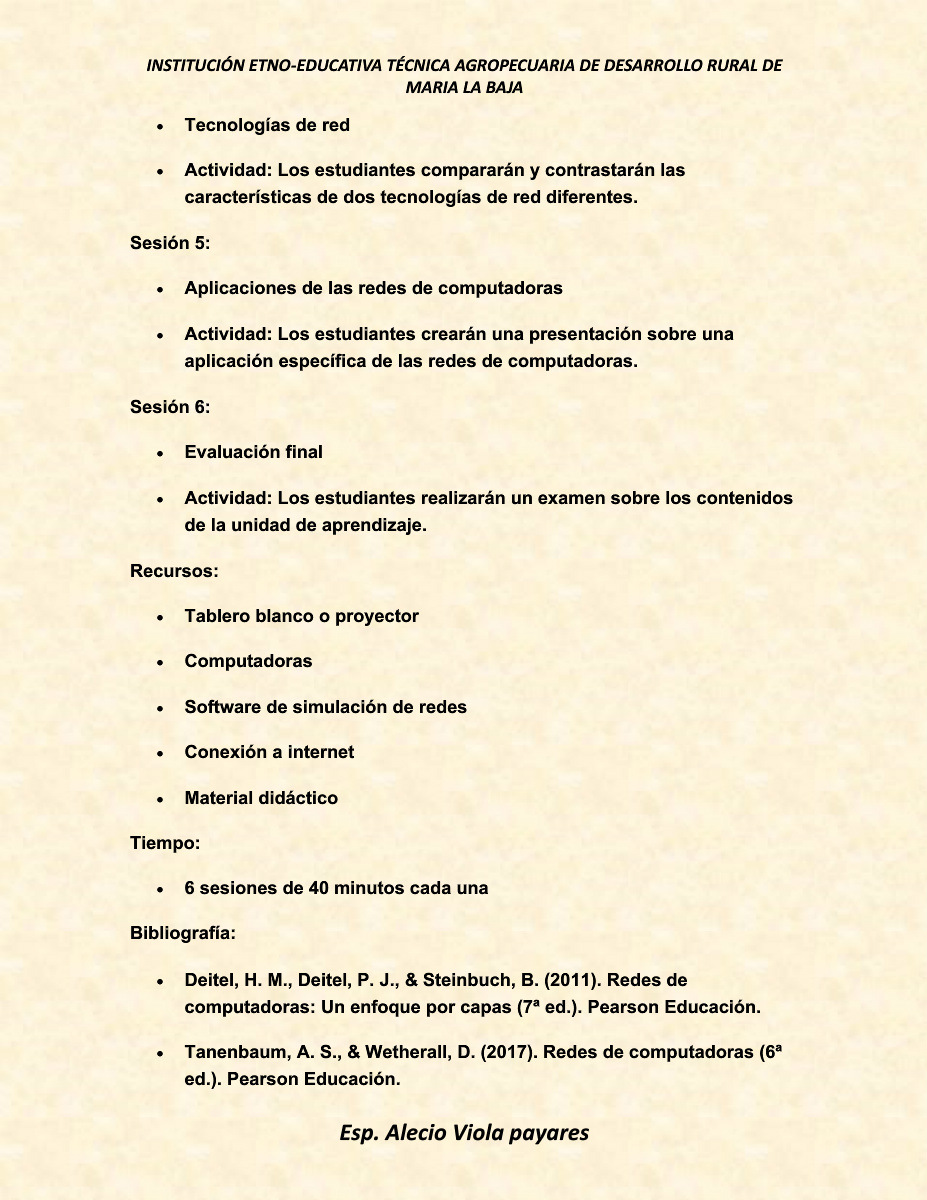 INSTITUCIÓN ETNO-EDUCATIVA TÉCNICA AGROPECUARIA DE DESARROLLO RURAL DE
MARIA LA BAJA
• Tecnologías de red
• Actividad: Los estudiantes compararán y contrastarán las
características de dos tecnologías de red diferentes.
Sesión 5:
• Aplicaciones de las redes de computadoras
• Actividad: Los estudiantes crearán una presentación sobre una
aplicación específica de las redes de computadoras.
Sesión 6:
• Evaluación final
• Actividad: Los estudiantes realizarán un examen sobre los contenidos
de la unidad de aprendizaje.
Recursos:
• Tablero blanco o proyector
• Computadoras
• Software de simulación de redes
• Conexión a internet
• Material didáctico
Tiempo:
• 6 sesiones de 40 minutos cada una
Bibliografía:
• Deitel, H. M., Deitel, P. J., & Steinbuch, B. (2011). Redes de
computadoras: Un enfoque por capas (7ª ed.). Pearson Educación.
• Tanenbaum, A. S., & Wetherall, D. (2017). Redes de computadoras (6ª
ed.). Pearson Educación.
Esp. Alecio Viola payares